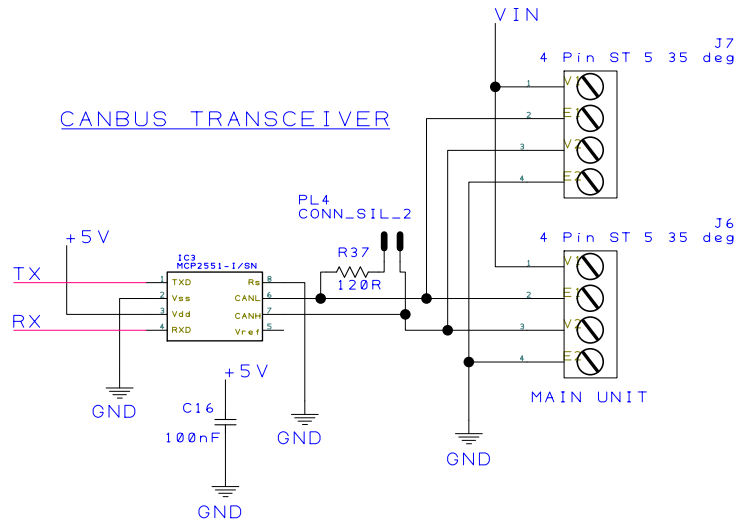 VIN
J7
4 Pin ST 5 35 deg
CANBUS TRANSCEIVER
1 V1
2 E1
3 V2
4 E2
PL4
CONN_SIL_2
J6
4 Pin ST 5 35 deg
+5V
R37
120R
IC3
MCP2551-I/SN
TX
1 TXD Rs 8
2 Vss CANL 6
3 Vdd CANH 7
4 RXD Vref 5
RX
1 V1
2 E1
3 V2
4 E2
MAIN UNIT
+5V
GND
C16
100nF
GND
GND
GND